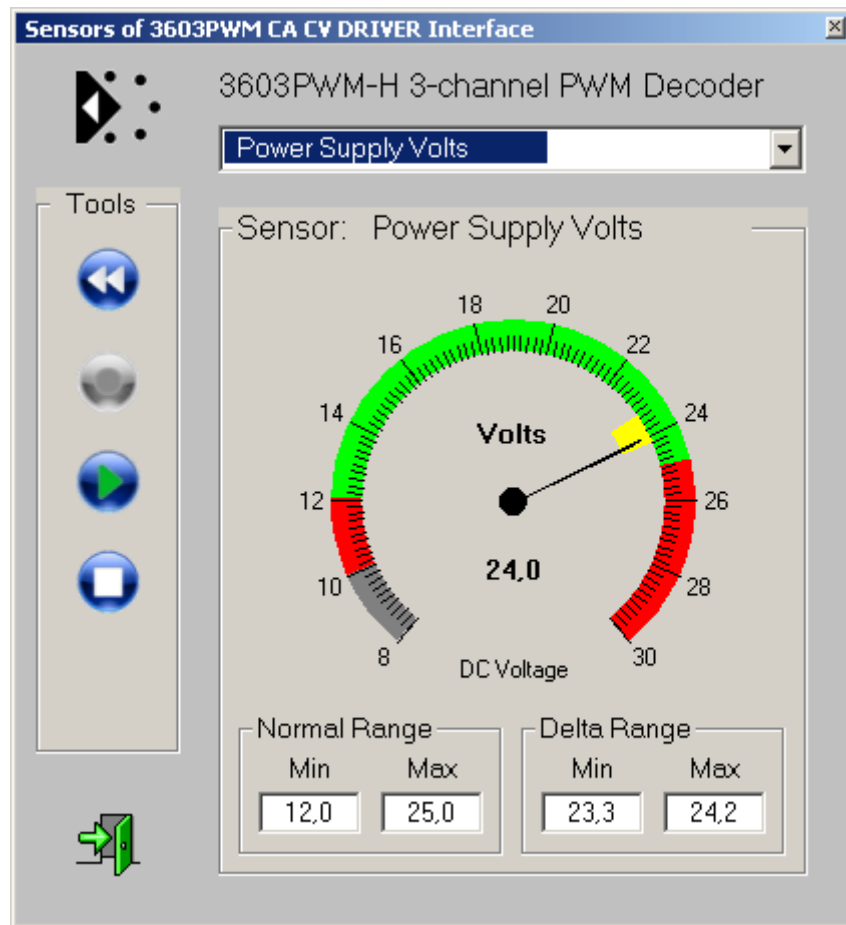 Sensors of 3603PWM CA CV DRIVER Interface
3603PWM-H 3-channel PWM Decoder
Power Supply Volts
Tools
Sensor: Power Supply Volts
18 20
16 22
14 24
Volts
12 26
24,0
10 28
8 30
DC Voltage
Normal Range Delta Range
Min Max Min Max
12,0 25,0 23,3 24,2